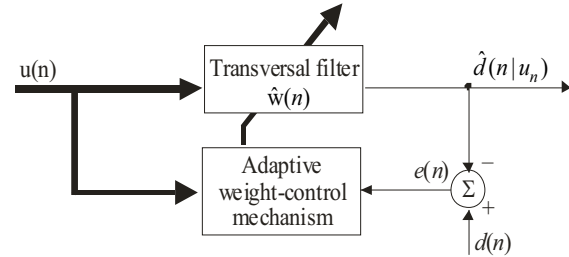 u(n)
Transversal filter
ŵ(n)
d̂(n|uₙ)
Adaptive
weight-control
mechanism
e(n)
−
Σ
+
d(n)